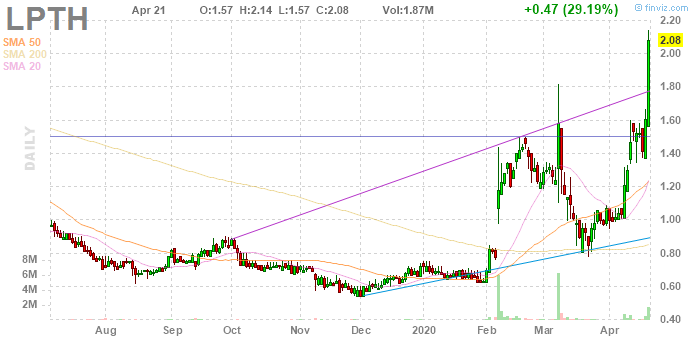 LPTH
Apr 21 O:1.57 H:2.14 L:1.57 C:2.08 Vol:1.87M +0.47 (29.19%)
© finviz.com
SMA 50
SMA 200
SMA 20
DAILY
2.20
2.08
2.00
1.80
1.60
1.40
1.20
1.00
0.80
0.60
0.40
8M
6M
4M
2M
Aug Sep Oct Nov Dec 2020 Feb Mar Apr